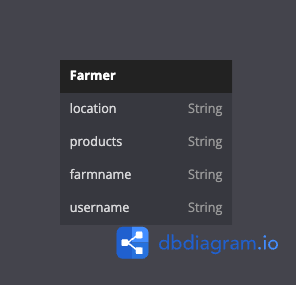 Farmer
location String
products String
farmname String
username String
dbdiagram.io